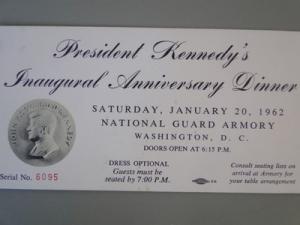 President Kennedy's
Inaugural Anniversary Dinner
SATURDAY, JANUARY 20, 1962
NATIONAL GUARD ARMORY
WASHINGTON, D. C.
DOORS OPEN AT 6:15 P.M.
DRESS OPTIONAL
Guests must be
seated by 7:00 P.M.
Consult seating lists on
arrival at Armory for
your table arrangement
Serial No. 6095